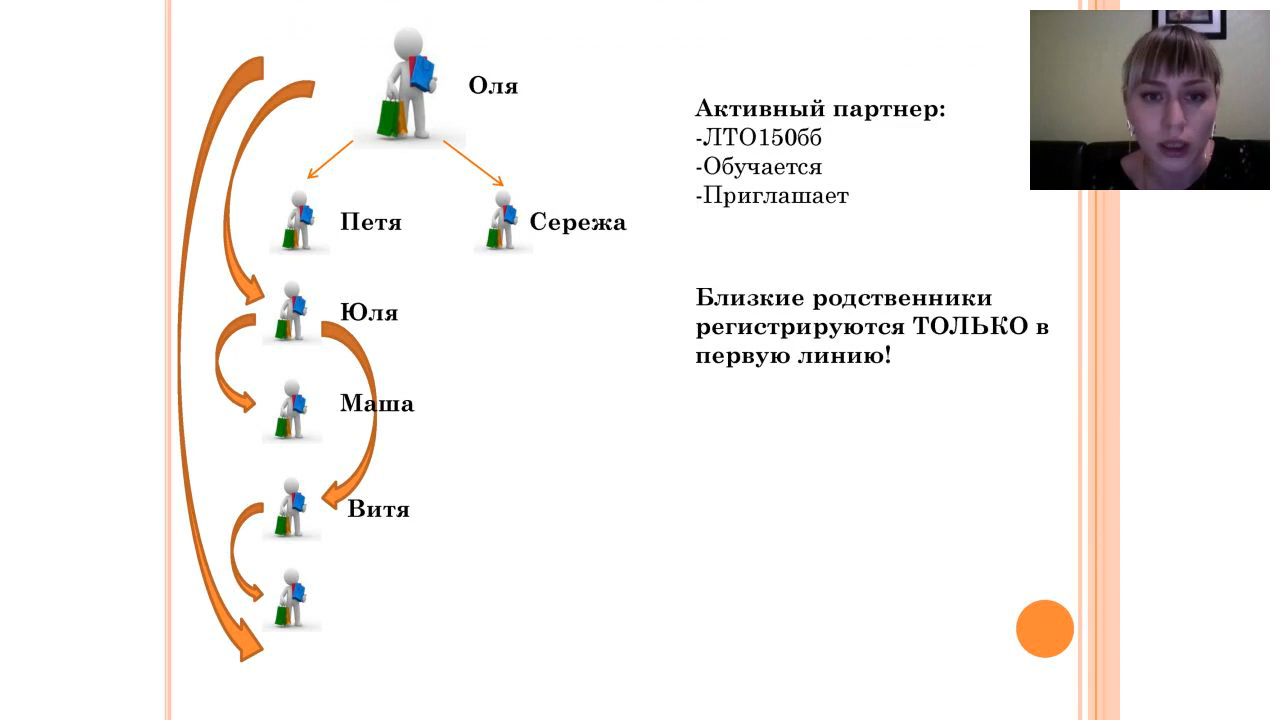 Оля
Петя
Сережа
Юля
Маша
Витя
Активный партнер:
-ЛТО150бб
-Обучается
-Приглашает
Близкие родственники
регистрируются ТОЛЬКО в
первую линию!